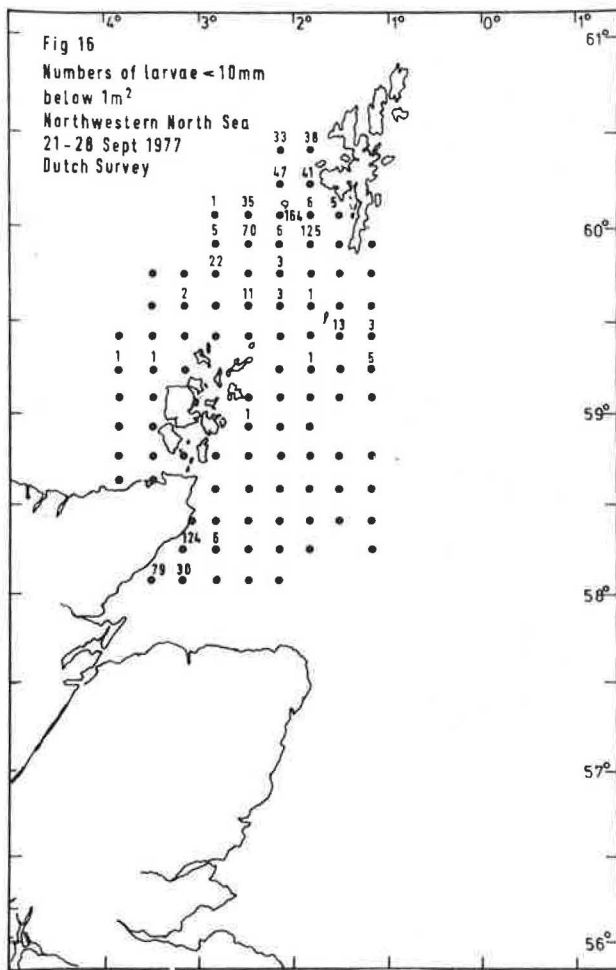 4° 3° 2° 1° 0° 1°
61°
Fig 16
Numbers of larvae < 10mm
below 1m²
Northwestern North Sea
21-28 Sept 1977
Dutch Survey
33 38
47 41
1 35 164 6 5
60°
5 70 6 125
22 3
2 11 3 1
13 3
1 1 1 5
59°
1
124 6
79 30
58°
57°
56°